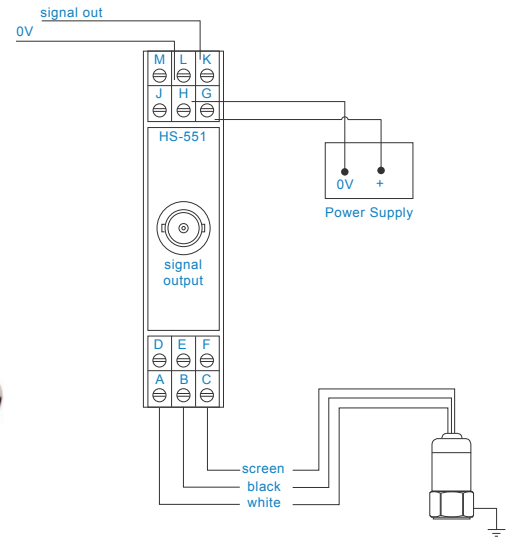 signal out
0V
M L K
J H G
HS-551
0V +
Power Supply
signal
output
D E F
A B C
screen
black
white